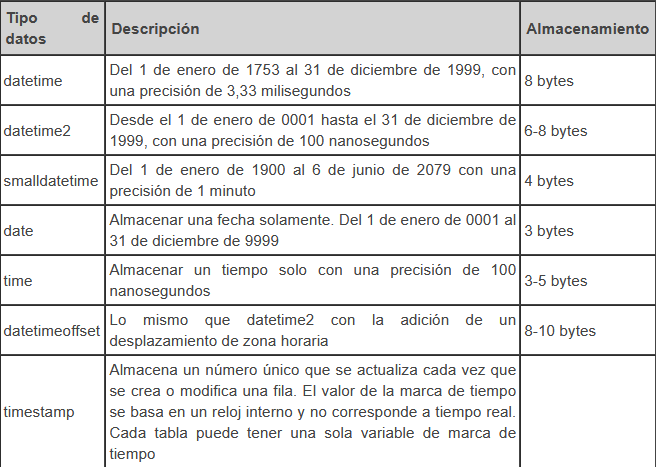 Tipo de
datos
Descripción
Almacenamiento
datetime
Del 1 de enero de 1753 al 31 de diciembre de 1999, con
una precisión de 3,33 milisegundos
8 bytes
datetime2
Desde el 1 de enero de 0001 hasta el 31 de diciembre de
1999, con una precisión de 100 nanosegundos
6-8 bytes
smalldatetime
Del 1 de enero de 1900 al 6 de junio de 2079 con una
precisión de 1 minuto
4 bytes
date
Almacenar una fecha solamente. Del 1 de enero de 0001 al
31 de diciembre de 9999
3 bytes
time
Almacenar un tiempo solo con una precisión de 100
nanosegundos
3-5 bytes
datetimeoffset
Lo mismo que datetime2 con la adición de un
desplazamiento de zona horaria
8-10 bytes
timestamp
Almacena un número único que se actualiza cada vez que
se crea o modifica una fila. El valor de la marca de tiempo
se basa en un reloj interno y no corresponde a tiempo real.
Cada tabla puede tener una sola variable de marca de
tiempo